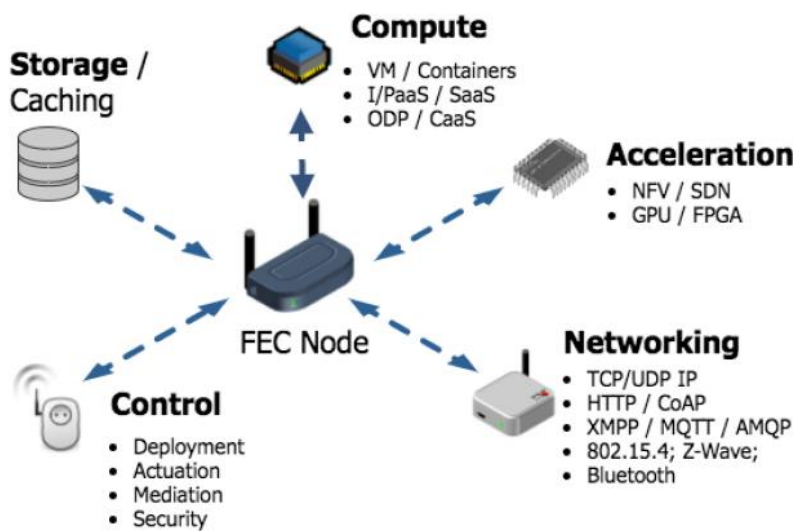 Compute
• VM / Containers
• I/PaaS / SaaS
• ODP / CaaS
Storage /
Caching
Acceleration
• NFV / SDN
• GPU / FPGA
FEC Node
Networking
• TCP/UDP IP
• HTTP / CoAP
• XMPP / MQTT / AMQP
• 802.15.4; Z-Wave;
• Bluetooth
Control
• Deployment
• Actuation
• Mediation
• Security